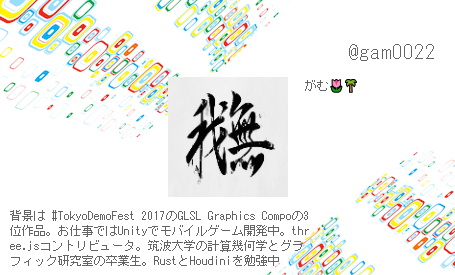 @gam0022
がむ🌷🌴
我無
背景は #TokyoDemoFest 2017のGLSL Graphics Compoの3
位作品。お仕事ではUnityでモバイルゲーム開発中。thr
ee.jsコントリビュータ。筑波大学の計算幾何学とグラ
フィック研究室の卒業生。RustとHoudiniを勉強中